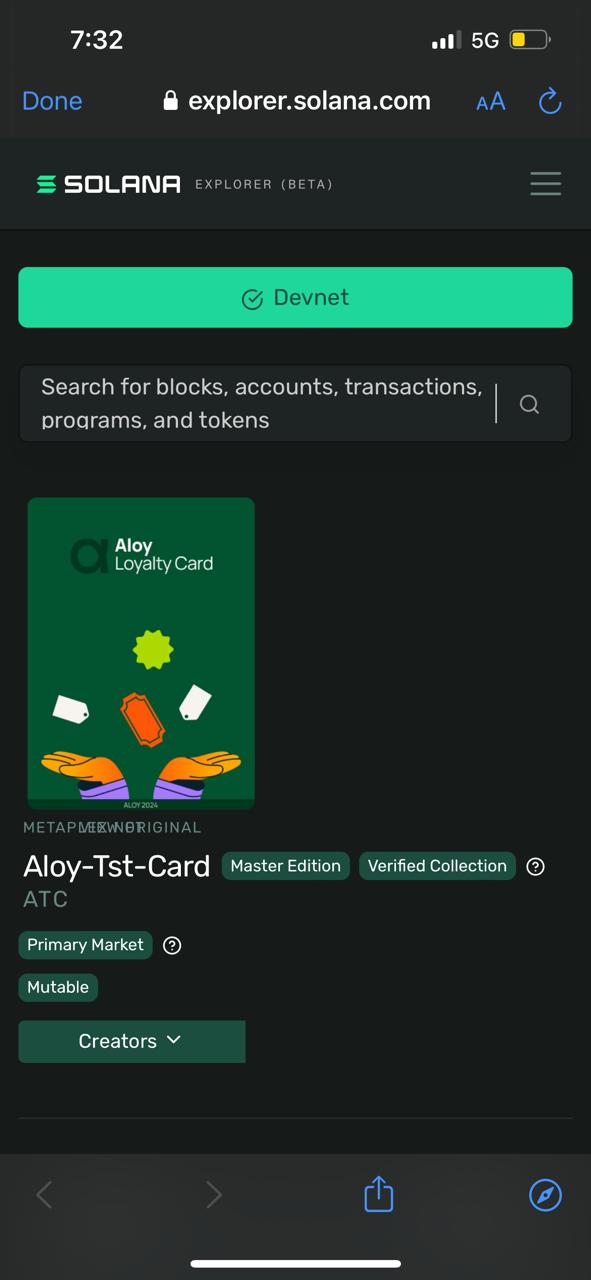 7:32
5G
Done
explorer.solana.com
AA
SOLANA EXPLORER (BETA)
Devnet
Search for blocks, accounts, transactions,
programs, and tokens
Aloy
Loyalty Card
ALOY 2024
METAPLEX NFT
VIEW ORIGINAL
Aloy-Tst-Card Master Edition Verified Collection
ATC
Primary Market
Mutable
Creators